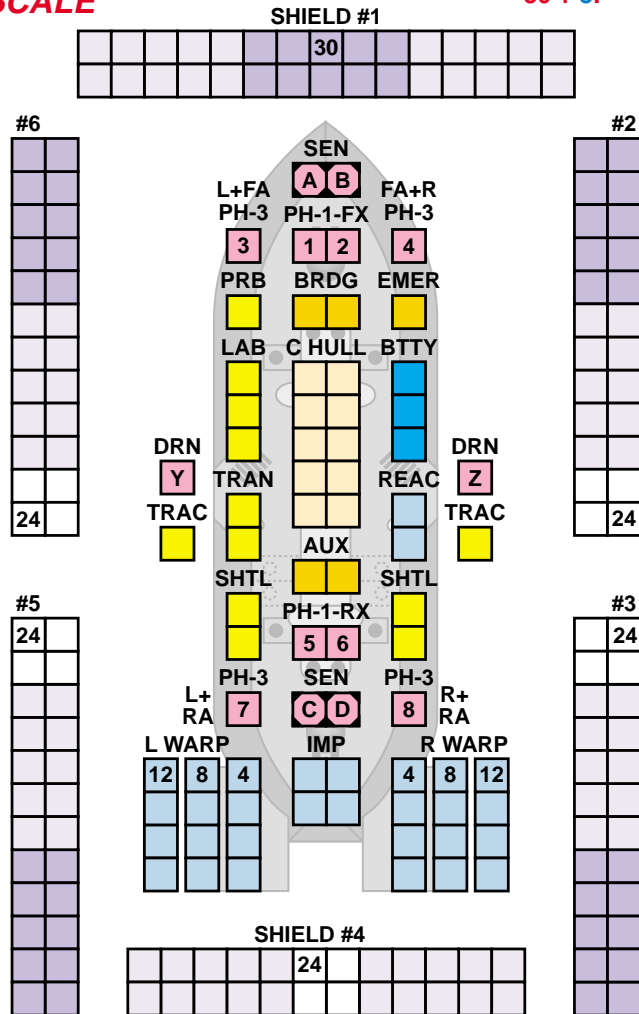 SCALE
SHIELD #1
30
#6
#2
SEN
A B
L+FA FA+R
PH-3 PH-1-FX PH-3
3 1 2 4
PRB BRDG EMER
LAB C HULL BTTY
DRN DRN
Y Z
TRAN REAC
TRAC TRAC
24 24
AUX
SHTL SHTL
#5 #3
PH-1-RX
24 5 6 24
PH-3 SEN PH-3
L+ R+
RA 7 C D 8 RA
L WARP IMP R WARP
12 8 4 4 8 12
SHIELD #4
24